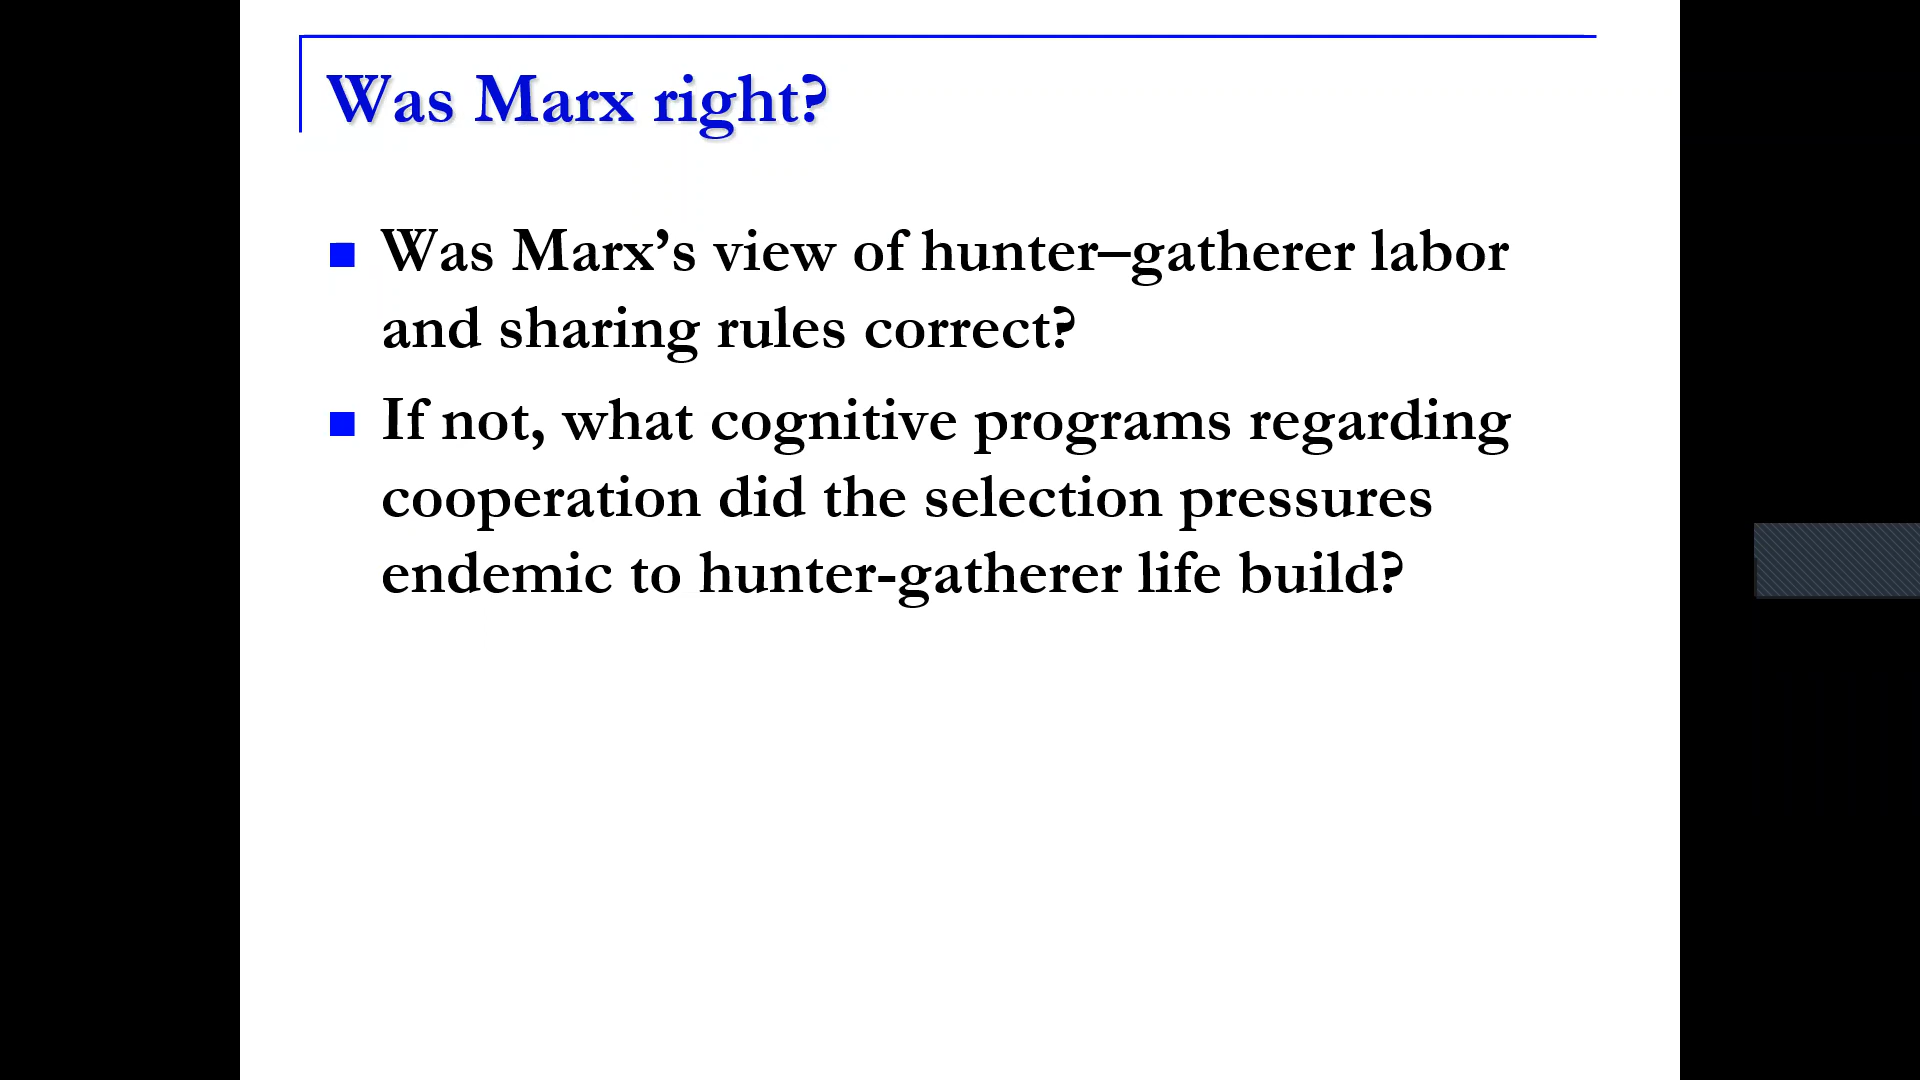 Was Marx right?
Was Marx’s view of hunter–gatherer labor
and sharing rules correct?
If not, what cognitive programs regarding
cooperation did the selection pressures
endemic to hunter-gatherer life build?